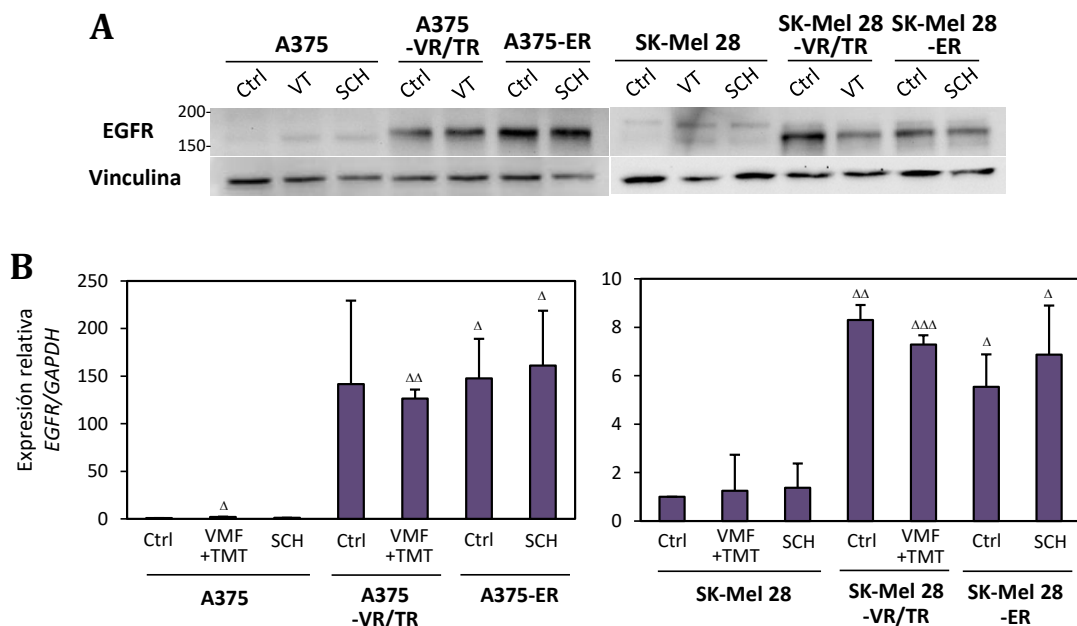 A
A375
A375
-VR/TR
A375-ER
SK-Mel 28
SK-Mel 28
-VR/TR
SK-Mel 28
-ER
Ctrl VT SCH Ctrl VT Ctrl SCH Ctrl VT SCH Ctrl VT Ctrl SCH
200
EGFR
150
Vinculina
B
Expresión relativa
EGFR/GAPDH
250
200
150
100
50
0
Δ
ΔΔ
Δ
Δ
Ctrl VMF+TMT SCH Ctrl VMF+TMT Ctrl SCH
A375
A375
-VR/TR
A375-ER
10
8
6
4
2
0
ΔΔ
ΔΔΔ
Δ
Δ
Ctrl VMF+TMT SCH Ctrl VMF+TMT Ctrl SCH
SK-Mel 28
SK-Mel 28
-VR/TR
SK-Mel 28
-ER